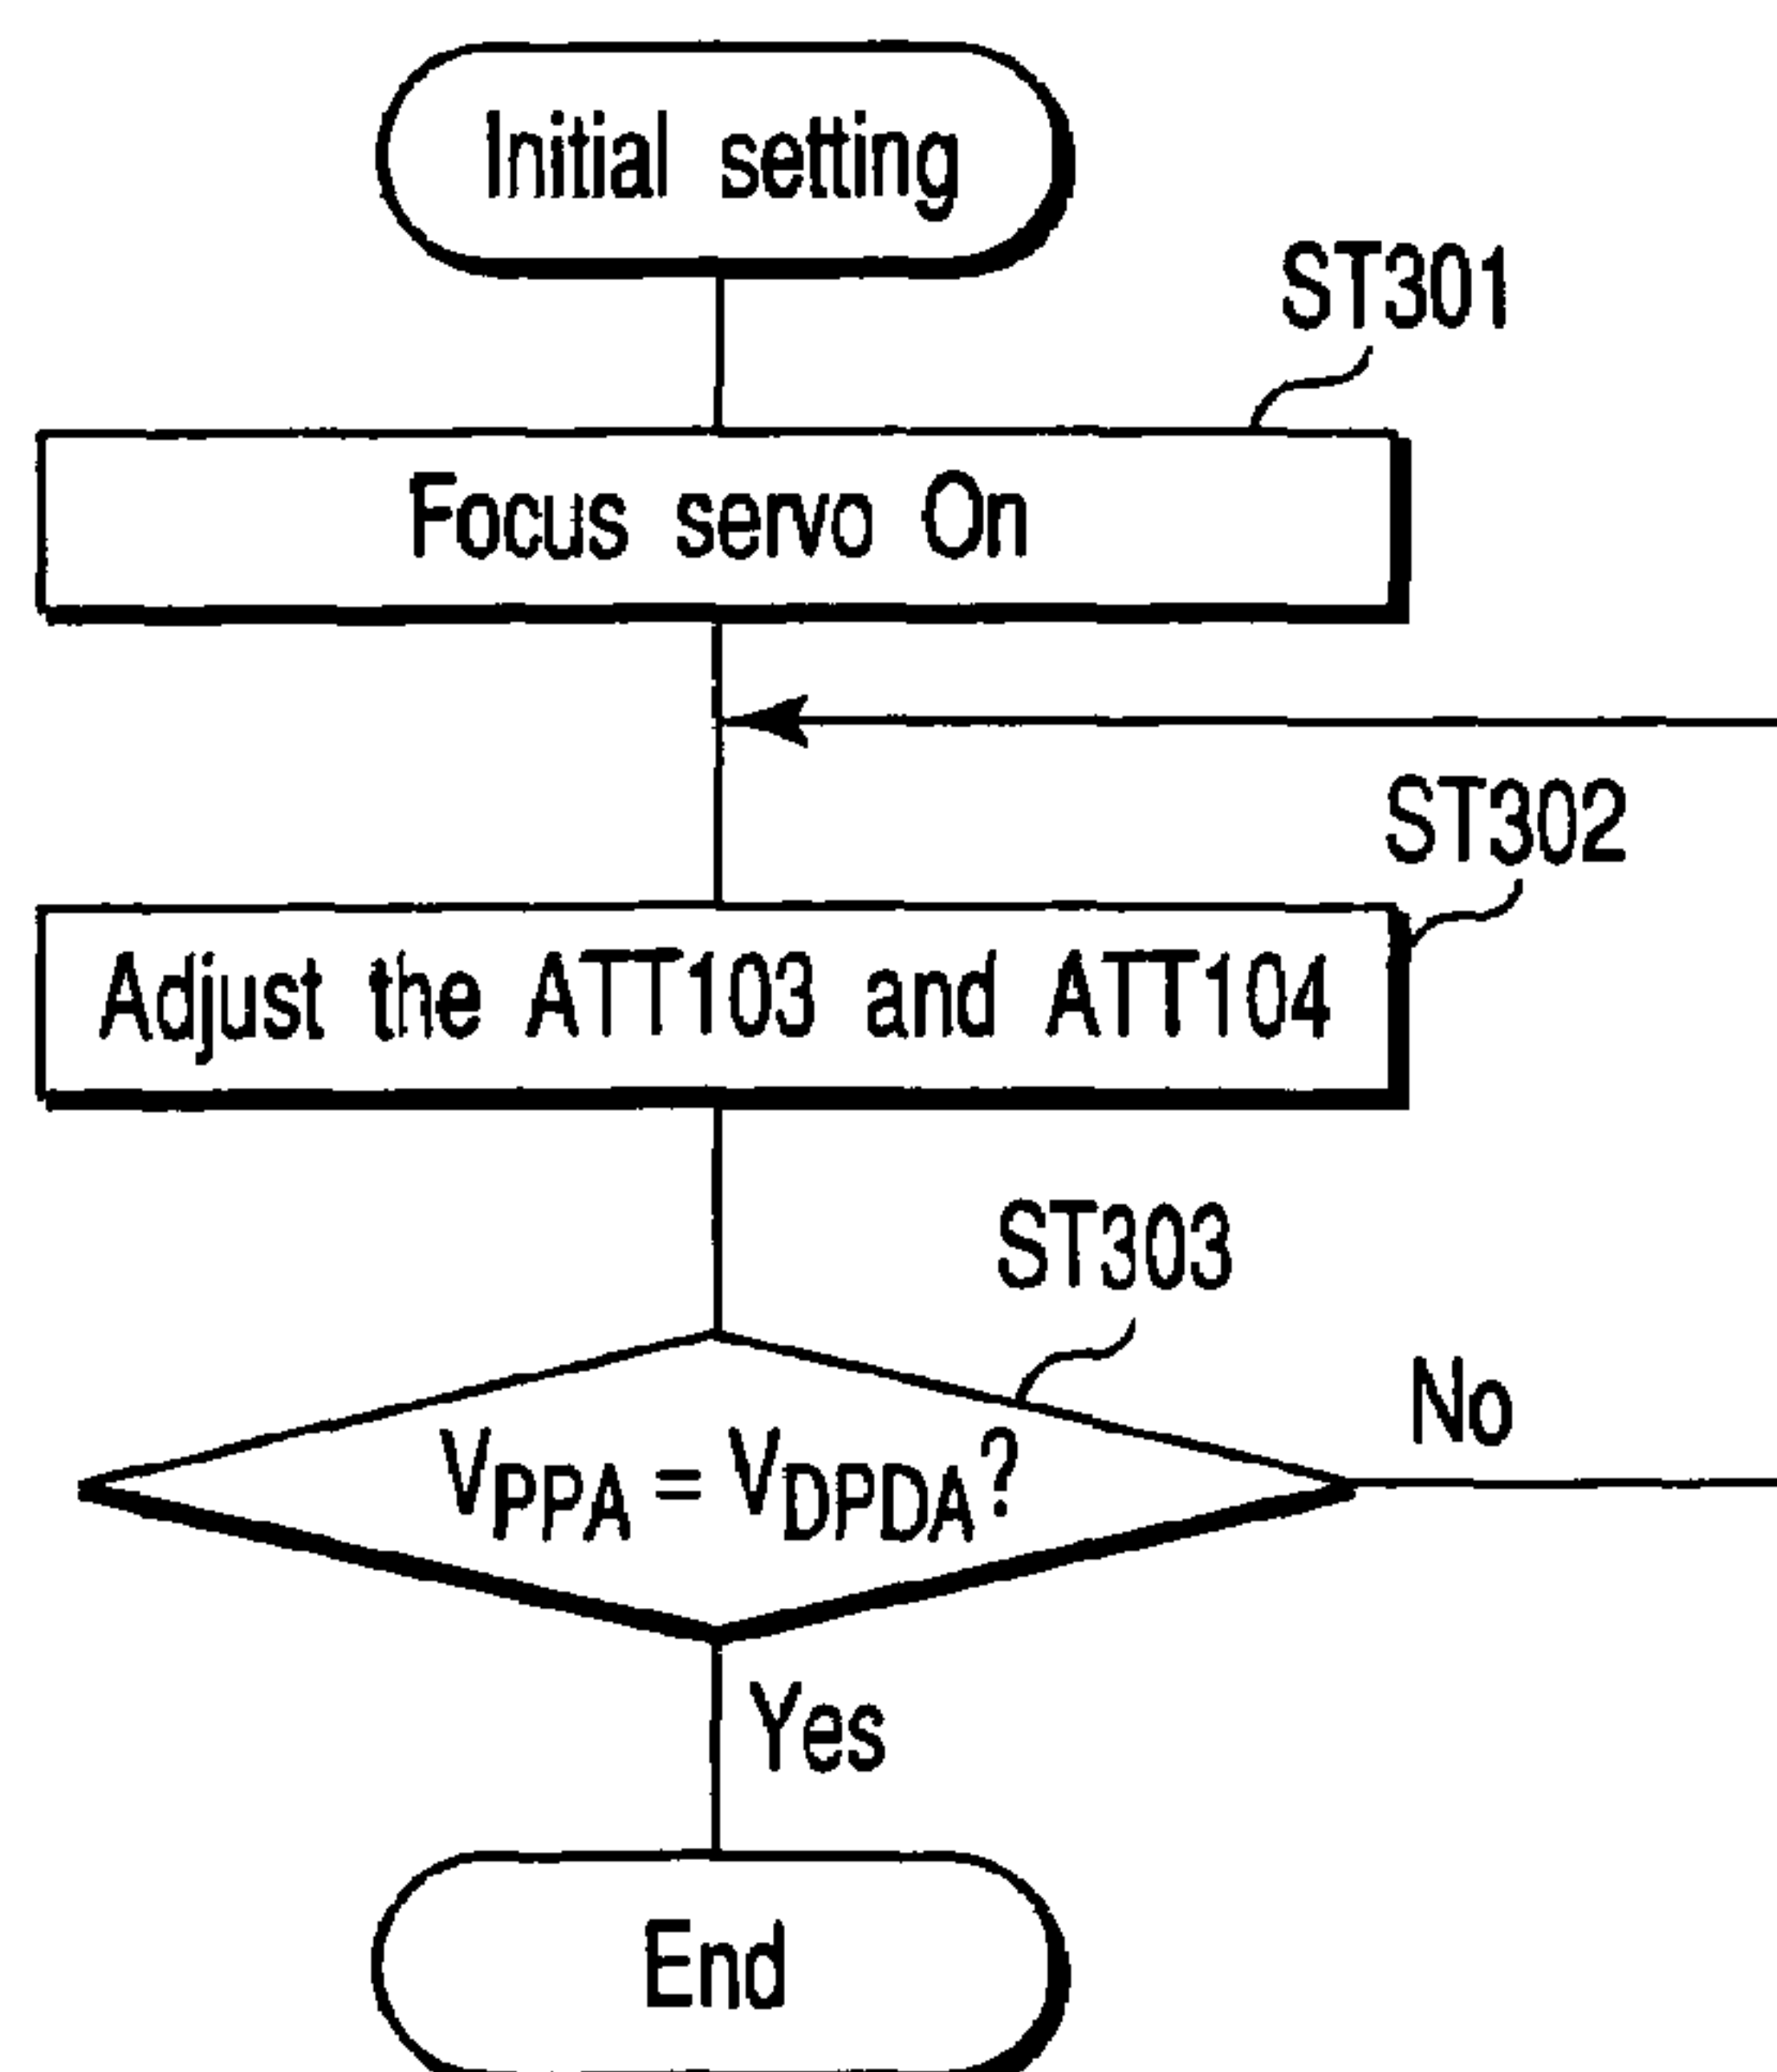 Initial setting
ST301
Focus servo On
ST302
Adjust the ATT103 and ATT104
ST303
No
VPPA = VDPDA?
Yes
End